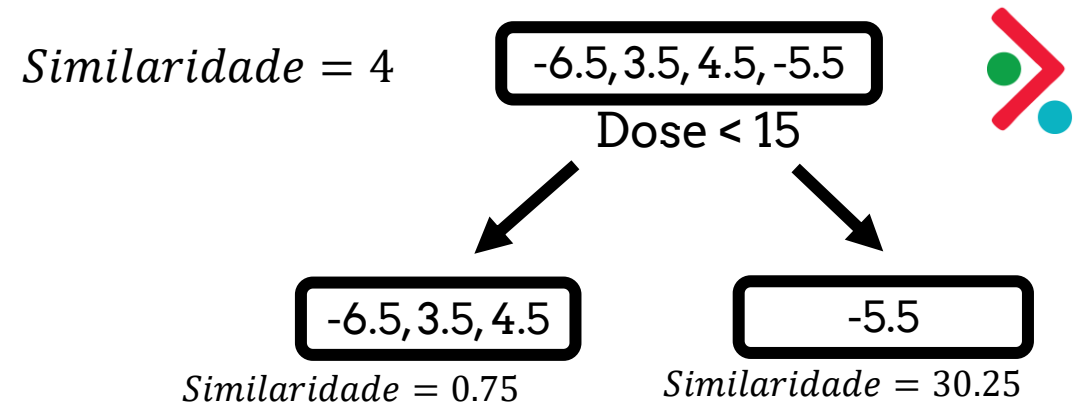 Similaridade = 4
-6.5, 3.5, 4.5, -5.5
Dose < 15
-6.5, 3.5, 4.5
-5.5
Similaridade = 0.75
Similaridade = 30.25